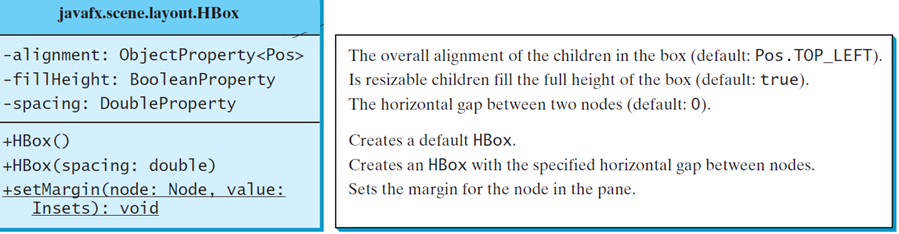 javafx.scene.layout.HBox
-alignment: ObjectProperty<Pos>
-fillHeight: BooleanProperty
-spacing: DoubleProperty
+HBox()
+HBox(spacing: double)
+setMargin(node: Node, value:
Insets): void
The overall alignment of the children in the box (default: Pos.TOP_LEFT).
Is resizable children fill the full height of the box (default: true).
The horizontal gap between two nodes (default: 0).
Creates a default HBox.
Creates an HBox with the specified horizontal gap between nodes.
Sets the margin for the node in the pane.